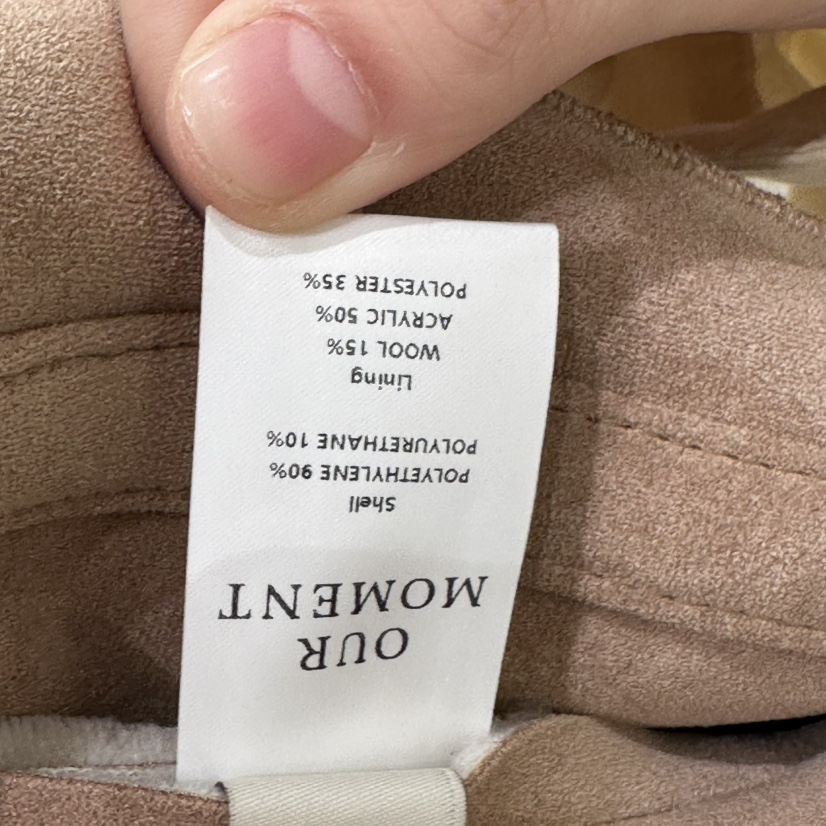 OUR
MOMENT
Shell
POLYETHYLENE 90%
POLYURETHANE 10%
Lining
WOOL 15%
ACRYLIC 50%
POLYESTER 35%